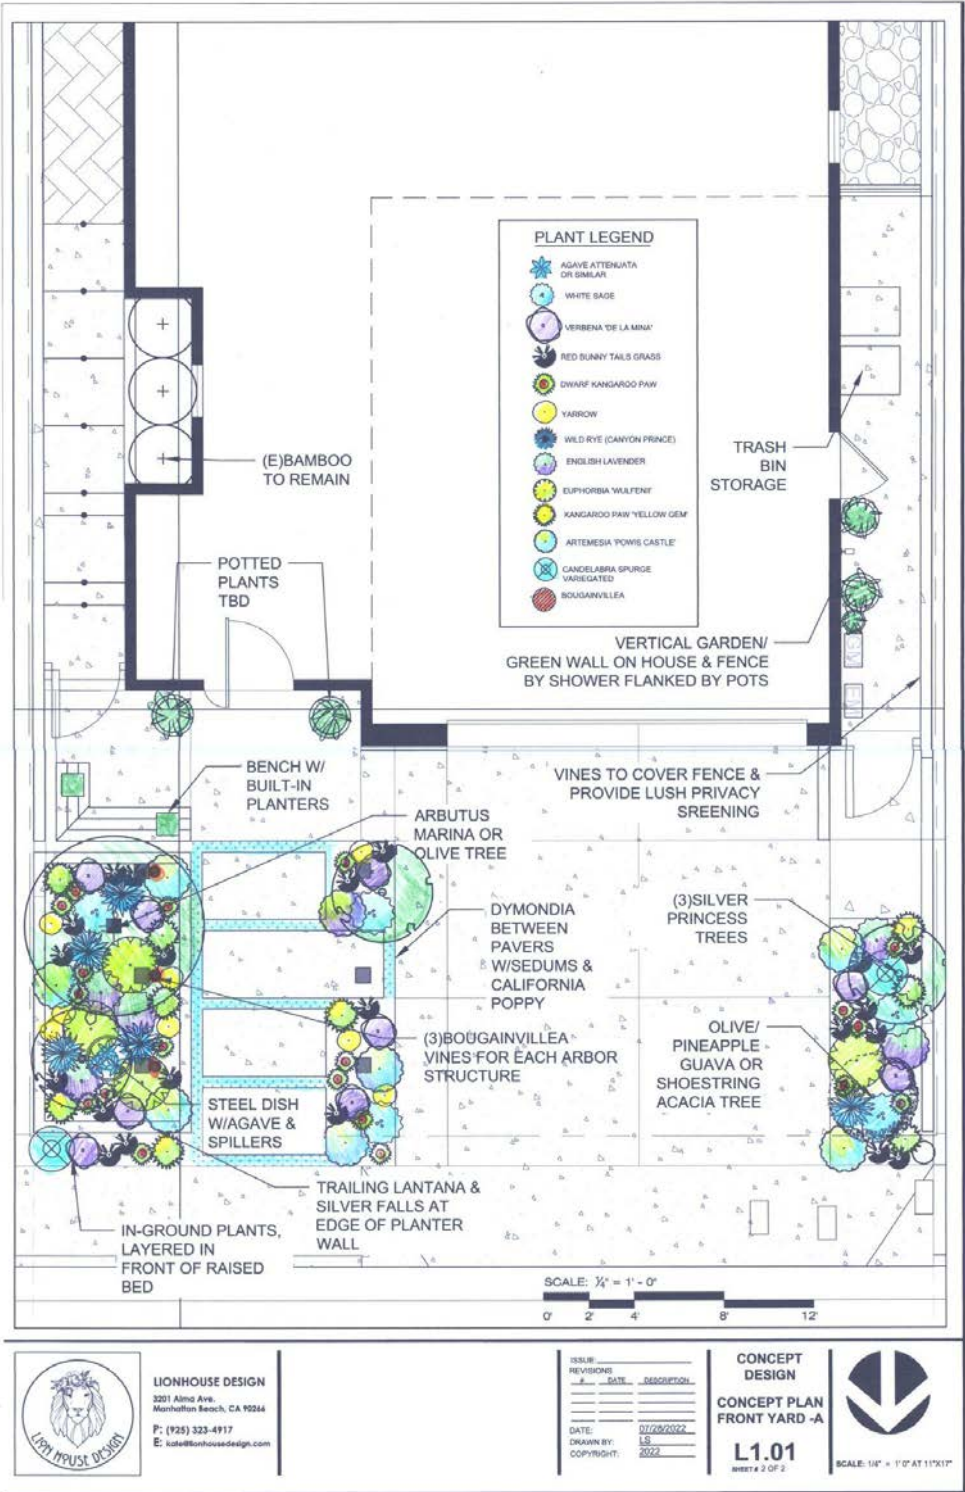 PLANT LEGEND
AGAVE ATTENUATA
OR SIMILAR
WHITE SAGE
VERBENA 'DE LA MINA'
RED BUNNY TAILS GRASS
DWARF KANGAROO PAW
YARROW
WILD RYE (CANYON PRINCE)
ENGLISH LAVENDER
EUPHORBIA 'WULFENII'
KANGAROO PAW 'YELLOW GEM'
ARTEMESIA 'POWIS CASTLE'
CANDELABRA SPURGE
VARIEGATED
BOUGAINVILLEA
(E)BAMBOO
TO REMAIN
TRASH
BIN
STORAGE
POTTED
PLANTS
TBD
VERTICAL GARDEN/
GREEN WALL ON HOUSE & FENCE
BY SHOWER FLANKED BY POTS
GV
EM
BENCH W/
BUILT-IN
PLANTERS
VINES TO COVER FENCE &
PROVIDE LUSH PRIVACY
SREENING
ARBUTUS
MARINA OR
OLIVE TREE
DYMONDIA
BETWEEN
PAVERS
W/SEDUMS &
CALIFORNIA
POPPY
(3)SILVER
PRINCESS
TREES
(3)BOUGAINVILLEA
VINES FOR EACH ARBOR
STRUCTURE
OLIVE/
PINEAPPLE
GUAVA OR
SHOESTRING
ACACIA TREE
STEEL DISH
W/AGAVE &
SPILLERS
TRAILING LANTANA &
SILVER FALLS AT
EDGE OF PLANTER
WALL
IN-GROUND PLANTS,
LAYERED IN
FRONT OF RAISED
BED
SCALE: ¼" = 1' - 0"
0' 2' 4' 8' 12'
LION HOUSE DESIGN
LIONHOUSE DESIGN
3201 Alma Ave.
Manhattan Beach, CA 90266
P: (925) 323-4917
E: kate@lionhousedesign.com
ISSUE:
REVISIONS
# DATE DESCRIPTION
DATE: 07/28/2022
DRAWN BY: LS
COPYRIGHT: 2022
CONCEPT
DESIGN
CONCEPT PLAN
FRONT YARD -A
L1.01
SHEET # 2 OF 2
SCALE: 1/4" = 1'0" AT 11"X17"